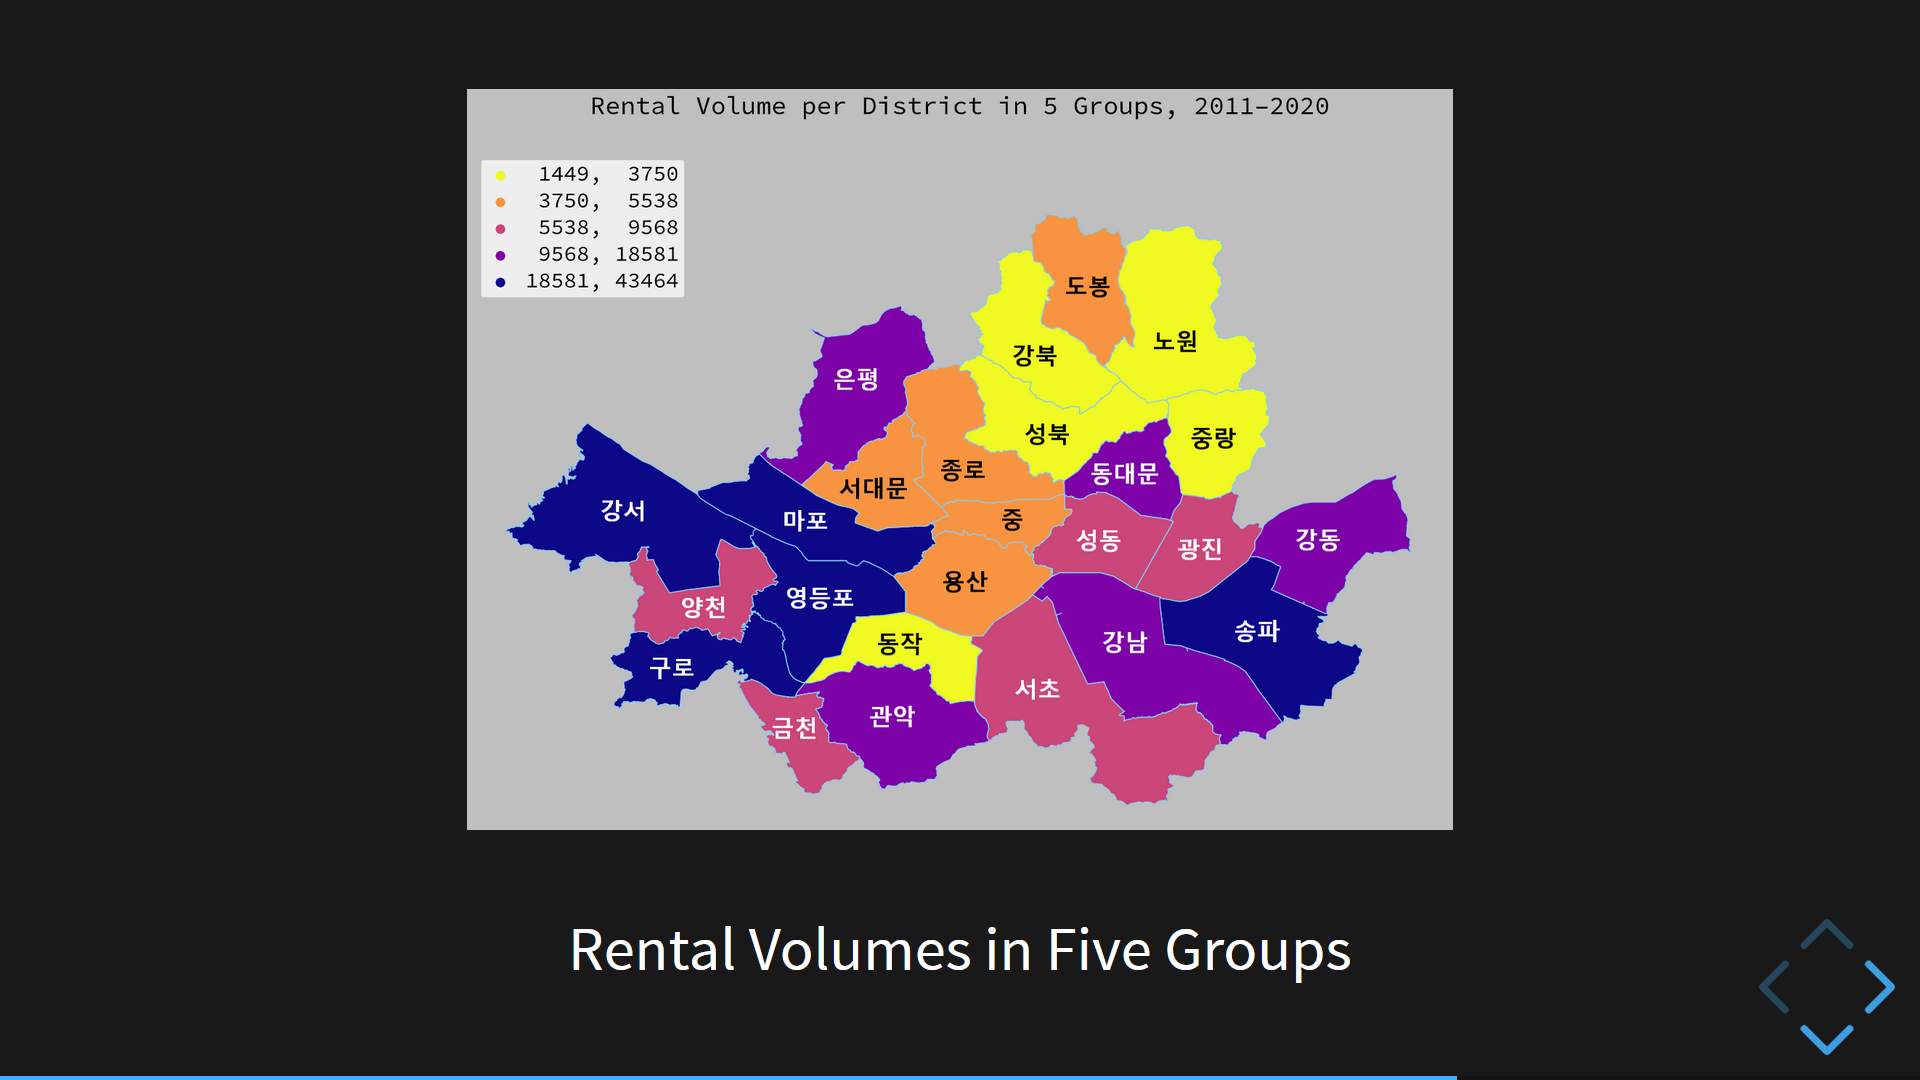 Rental Volume per District in 5 Groups, 2011–2020
1449, 3750
3750, 5538
5538, 9568
9568, 18581
18581, 43464
도봉
노원
강북
은평
성북
중랑
종로
동대문
서대문
강서
마포
중
성동
광진
강동
용산
영등포
양천
송파
동작
강남
구로
서초
관악
금천
Rental Volumes in Five Groups